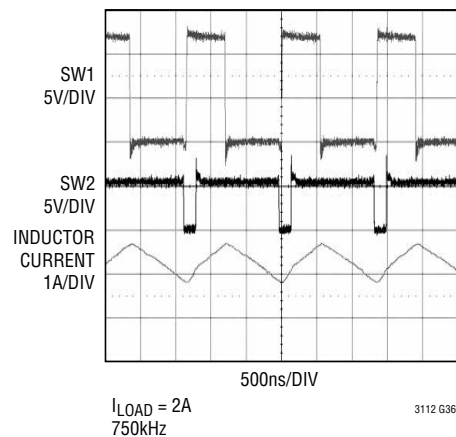 SW1
5V/DIV
SW2
5V/DIV
INDUCTOR
CURRENT
1A/DIV
500ns/DIV
ILOAD = 2A
750kHz
3112 G36